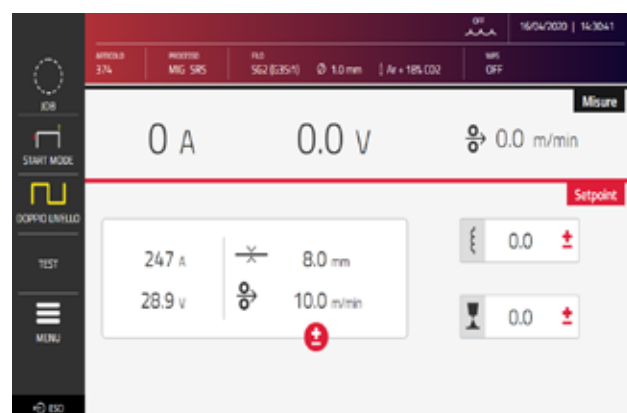 OFF
16/04/2020 | 14:30:41
ARTICOLO
PROCESSO
FILO
WPS
374
MIG SRS
SG2 (G3Si1)
Ø 1.0 mm
Ar + 18% CO2
OFF
JOB
Misure
0 A
0.0 V
0.0 m/min
START MODE
Setpoint
DOPPIO LIVELLO
247 A
8.0 mm
0.0
TEST
28.9 V
10.0 m/min
0.0
MENU
ESCI